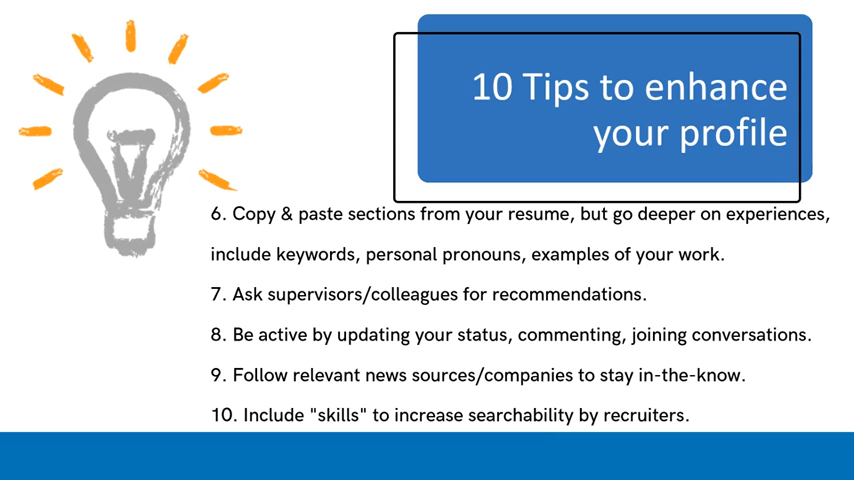 10 Tips to enhance
your profile
6. Copy & paste sections from your resume, but go deeper on experiences,
include keywords, personal pronouns, examples of your work.
7. Ask supervisors/colleagues for recommendations.
8. Be active by updating your status, commenting, joining conversations.
9. Follow relevant news sources/companies to stay in-the-know.
10. Include "skills" to increase searchability by recruiters.